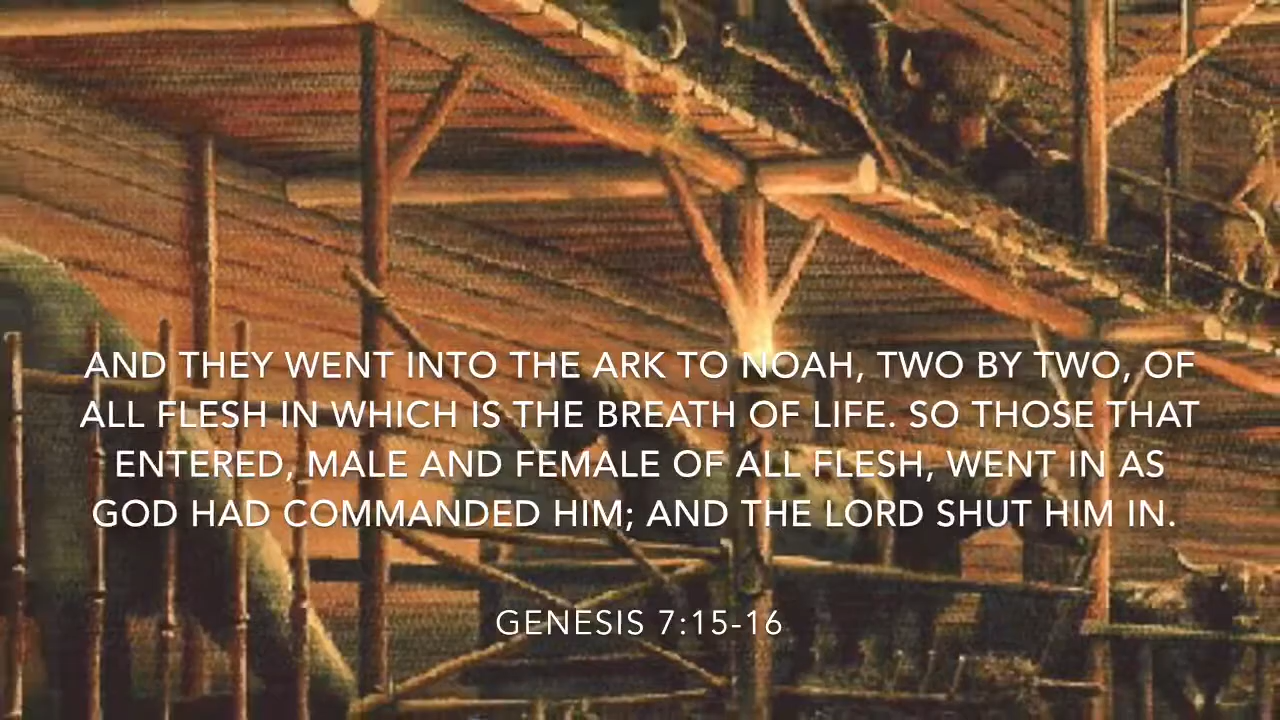 AND THEY WENT INTO THE ARK TO NOAH, TWO BY TWO, OF
ALL FLESH IN WHICH IS THE BREATH OF LIFE. SO THOSE THAT
ENTERED, MALE AND FEMALE OF ALL FLESH, WENT IN AS
GOD HAD COMMANDED HIM; AND THE LORD SHUT HIM IN.
GENESIS 7:15-16